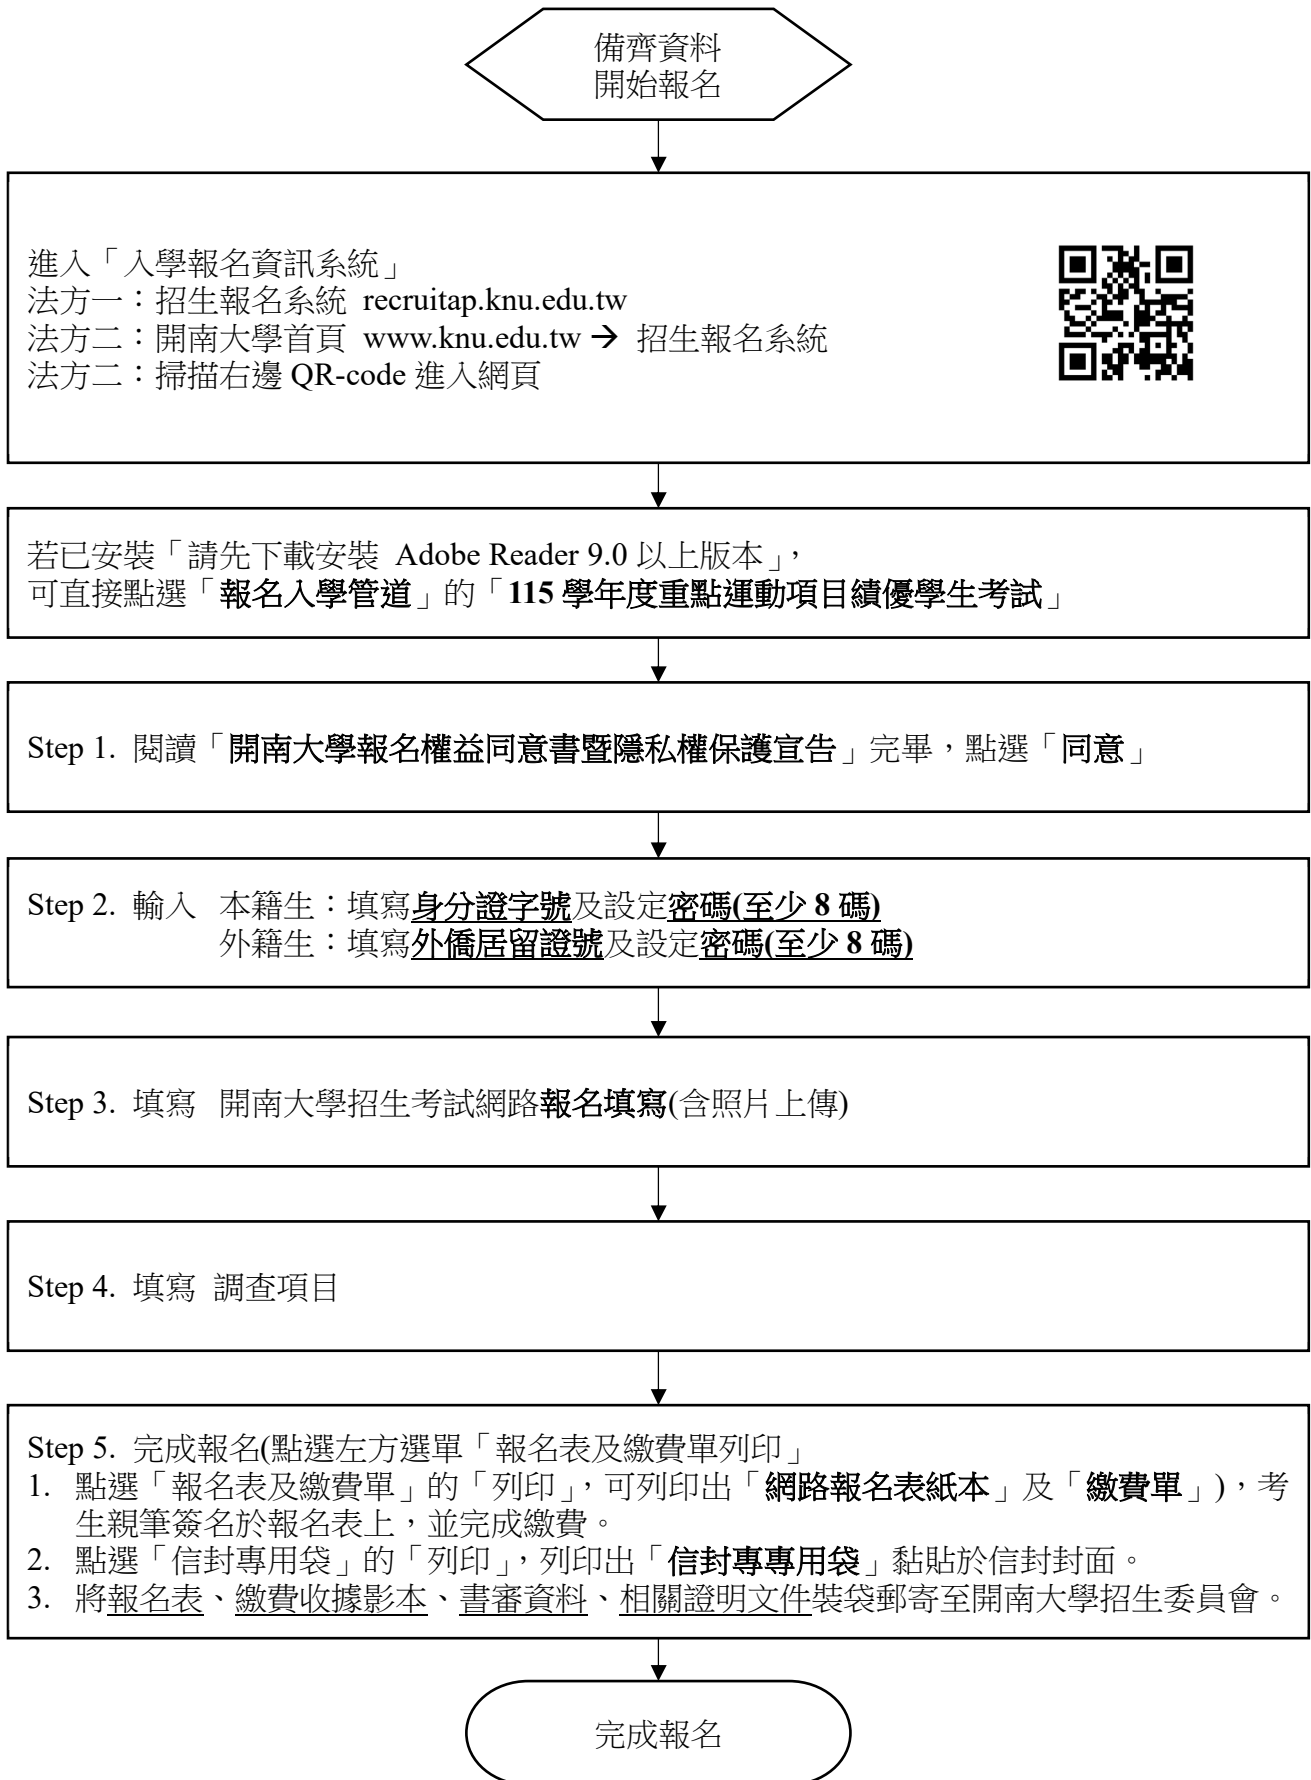 備齊資料
開始報名
進入「入學報名資訊系統」
法方一：招生報名系統 recruitap.knu.edu.tw
法方二：開南大學首頁 www.knu.edu.tw→ 招生報名系統
法方二：掃描右邊 QR-code 進入網頁
若已安裝「請先下載安裝 Adobe Reader 9.0 以上版本」，
可直接點選「報名入學管道」的「115 學年度重點運動項目績優學生考試」
Step 1. 閱讀「開南大學報名權益同意書暨隱私權保護宣告」完畢，點選「同意」
Step 2. 輸入 本籍生：填寫身分證字號及設定密碼(至少 8 碼)
外籍生：填寫外僑居留證號及設定密碼(至少 8 碼)
Step 3. 填寫 開南大學招生考試網路報名填寫(含照片上傳)
Step 4. 填寫 調查項目
Step 5. 完成報名(點選左方選單「報名表及繳費單列印」
1. 點選「報名表及繳費單」的「列印」，可列印出「網路報名表紙本」及「繳費單」)，考
生親筆簽名於報名表上，並完成繳費。
2. 點選「信封專用袋」的「列印」，列印出「信封專專用袋」黏貼於信封封面。
3. 將報名表、繳費收據影本、書審資料、相關證明文件裝袋郵寄至開南大學招生委員會。
完成報名